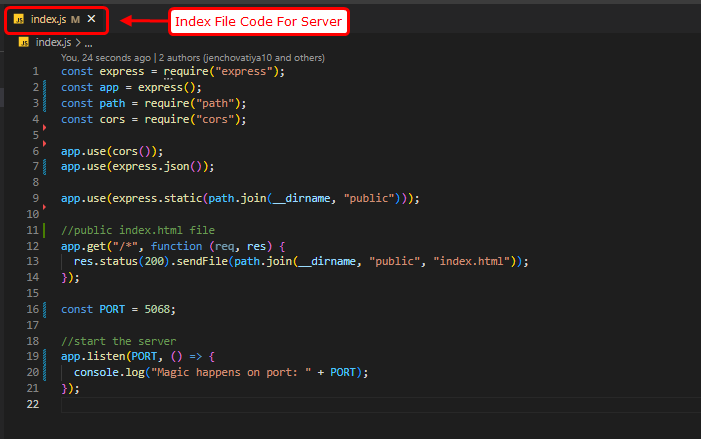 JS index.js M ✕
Index File Code For Server
JS index.js > ...
You, 24 seconds ago | 2 authors (jenchovatiya10 and others)
1 const express = require("express");
2 const app = express();
3 const path = require("path");
4 const cors = require("cors");
5
6 app.use(cors());
7 app.use(express.json());
8
9 app.use(express.static(path.join(__dirname, "public")));
10
11 //public index.html file
12 app.get("/*", function (req, res) {
13 res.status(200).sendFile(path.join(__dirname, "public", "index.html"));
14 });
15
16 const PORT = 5068;
17
18 //start the server
19 app.listen(PORT, () => {
20 console.log("Magic happens on port: " + PORT);
21 });
22